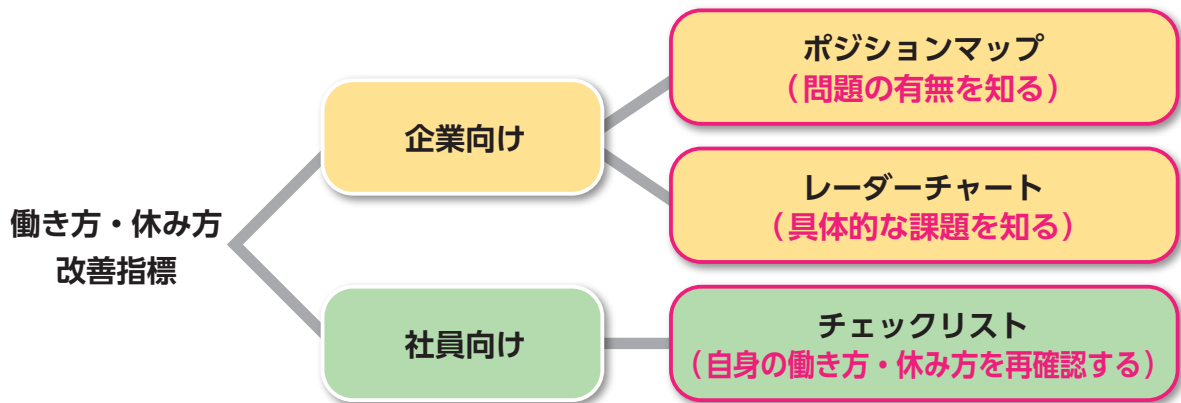 働き方・休み方
改善指標
企業向け
ポジションマップ
（問題の有無を知る）
レーダーチャート
（具体的な課題を知る）
社員向け
チェックリスト
（自身の働き方・休み方を再確認する）